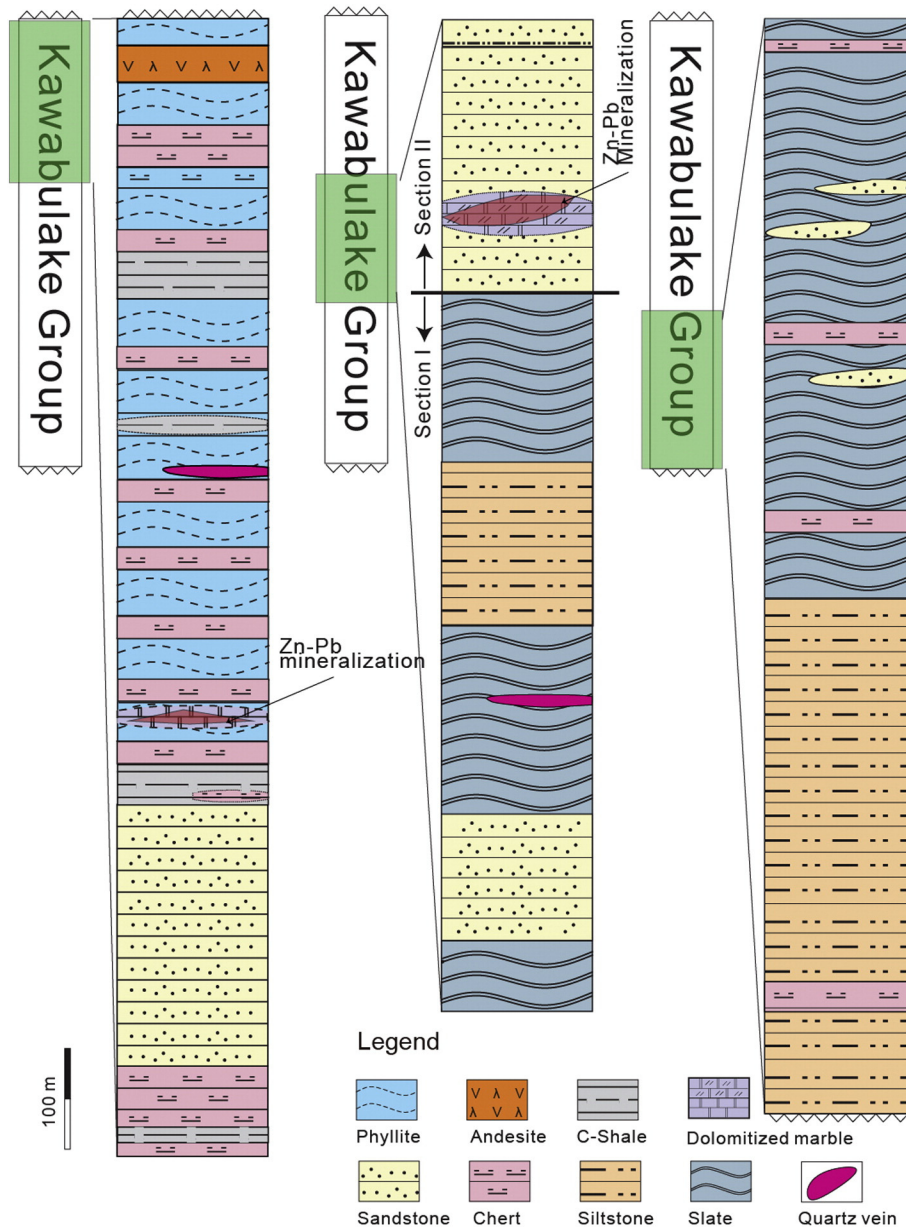 Kawabulake Group
Zn-Pb
mineralization
100 m
Kawabulake Group
Section II
Section I
Zn-Pb
Mineralization
Kawabulake Group
Legend
Phyllite
Andesite
C-Shale
Dolomitized marble
Sandstone
Chert
Siltstone
Slate
Quartz vein